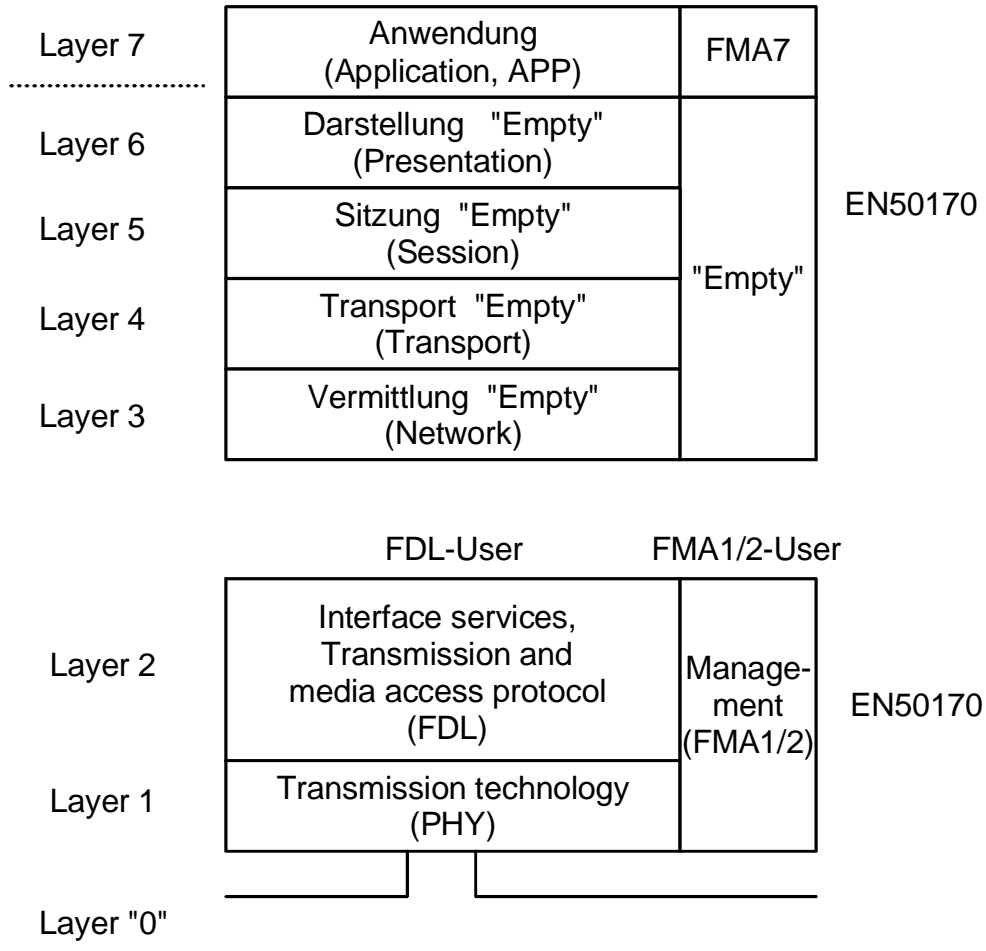 Layer 7
Anwendung
(Application, APP)
FMA7
Layer 6
Darstellung "Empty"
(Presentation)
Layer 5
Sitzung "Empty"
(Session)
EN50170
"Empty"
Layer 4
Transport "Empty"
(Transport)
Layer 3
Vermittlung "Empty"
(Network)
FDL-User
FMA1/2-User
Layer 2
Interface services,
Transmission and
media access protocol
(FDL)
Manage-
ment
(FMA1/2)
EN50170
Layer 1
Transmission technology
(PHY)
Layer "0"